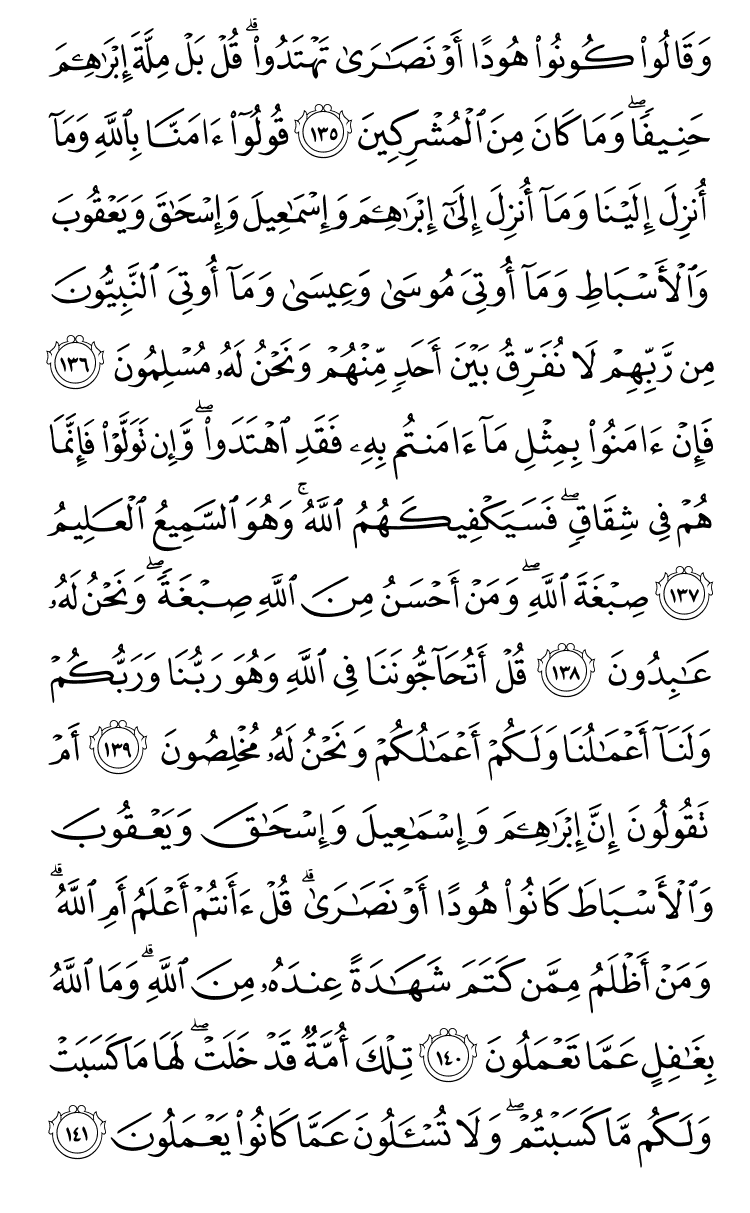 وَقَالُوا۟ كُونُوا۟ هُودًا أَوْ نَصَـٰرَىٰ تَهْتَدُوا۟ ۗ قُلْ بَلْ مِلَّةَ إِبْرَٰهِـۧمَ
حَنِيفًا ۖ وَمَا كَانَ مِنَ ٱلْمُشْرِكِينَ ١٣٥ قُولُوٓا۟ ءَامَنَّا بِٱللَّهِ وَمَآ
أُنزِلَ إِلَيْنَا وَمَآ أُنزِلَ إِلَىٰٓ إِبْرَٰهِـۧمَ وَإِسْمَـٰعِيلَ وَإِسْحَـٰقَ وَيَعْقُوبَ
وَٱلْأَسْبَاطِ وَمَآ أُوتِىَ مُوسَىٰ وَعِيسَىٰ وَمَآ أُوتِىَ ٱلنَّبِيُّونَ
مِن رَّبِّهِمْ لَا نُفَرِّقُ بَيْنَ أَحَدٍ مِّنْهُمْ وَنَحْنُ لَهُۥ مُسْلِمُونَ ١٣٦
فَإِنْ ءَامَنُوا۟ بِمِثْلِ مَآ ءَامَنتُم بِهِۦ فَقَدِ ٱهْتَدَوا۟ ۖ وَّإِن تَوَلَّوْا۟ فَإِنَّمَا
هُمْ فِى شِقَاقٍ ۖ فَسَيَكْفِيكَهُمُ ٱللَّهُ ۚ وَهُوَ ٱلسَّمِيعُ ٱلْعَلِيمُ
١٣٧ صِبْغَةَ ٱللَّهِ ۖ وَمَنْ أَحْسَنُ مِنَ ٱللَّهِ صِبْغَةً ۖ وَنَحْنُ لَهُۥ
عَـٰبِدُونَ ١٣٨ قُلْ أَتُحَآجُّونَنَا فِى ٱللَّهِ وَهُوَ رَبُّنَا وَرَبُّكُمْ
وَلَنَآ أَعْمَـٰلُنَا وَلَكُمْ أَعْمَـٰلُكُمْ وَنَحْنُ لَهُۥ مُخْلِصُونَ ١٣٩ أَمْ
تَقُولُونَ إِنَّ إِبْرَٰهِـۧمَ وَإِسْمَـٰعِيلَ وَإِسْحَـٰقَ وَيَعْقُوبَ
وَٱلْأَسْبَاطَ كَانُوا۟ هُودًا أَوْ نَصَـٰرَىٰ ۗ قُلْ ءَأَنتُمْ أَعْلَمُ أَمِ ٱللَّهُ ۗ
وَمَنْ أَظْلَمُ مِمَّن كَتَمَ شَهَـٰدَةً عِندَهُۥ مِنَ ٱللَّهِ ۗ وَمَا ٱللَّهُ
بِغَـٰفِلٍ عَمَّا تَعْمَلُونَ ١٤٠ تِلْكَ أُمَّةٌ قَدْ خَلَتْ ۖ لَهَا مَا كَسَبَتْ
وَلَكُم مَّا كَسَبْتُمْ ۖ وَلَا تُسْـَٔلُونَ عَمَّا كَانُوا۟ يَعْمَلُونَ ١٤١